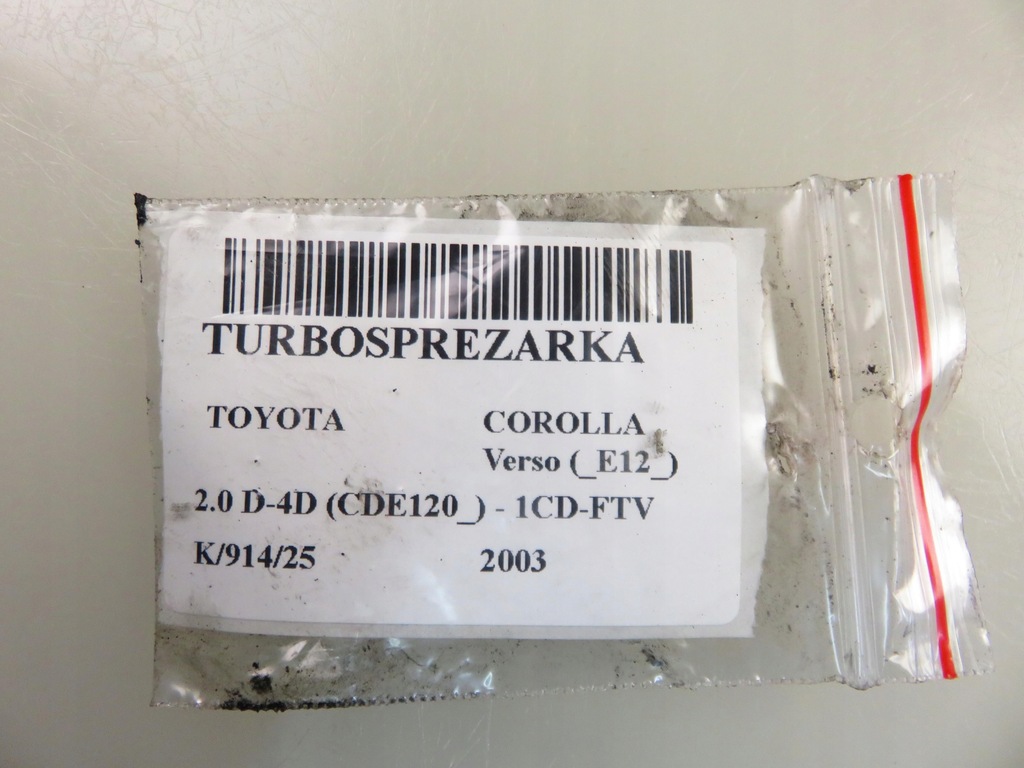 TURBOSPREZARKA
TOYOTA COROLLA
Verso (_E12_)
2.0 D-4D (CDE120_) - 1CD-FTV
K/914/25 2003